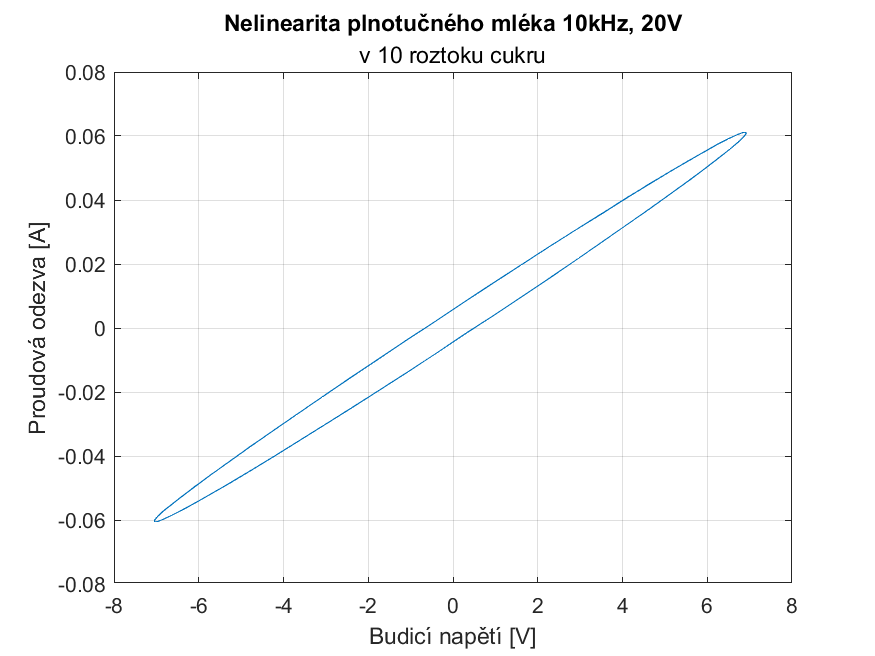 Nelinearita plnotučného mléka 10kHz, 20V
v 10 roztoku cukru
0.08
0.06
0.04
0.02
0
-0.02
-0.04
-0.06
-0.08
Proudová odezva [A]
-8 -6 -4 -2 0 2 4 6 8
Budicí napětí [V]